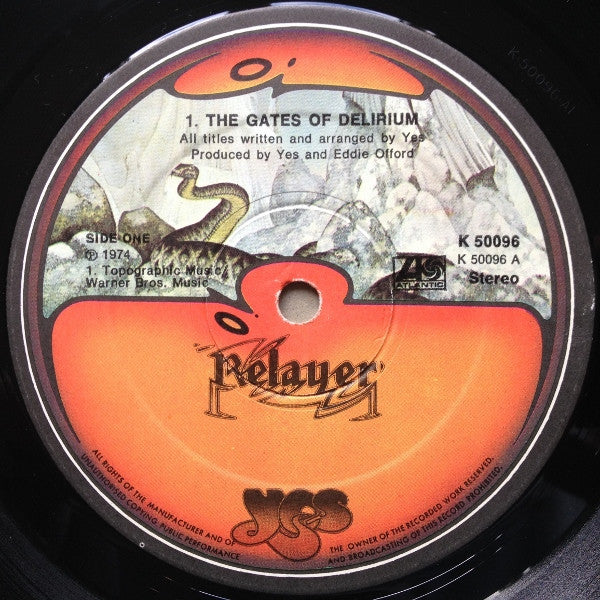 K-50096-A1
1. THE GATES OF DELIRIUM
All titles written and arranged by Yes
Produced by Yes and Eddie Offord
SIDE ONE
℗ 1974
1. Topographic Music/
Warner Bros. Music
K 50096
K 50096 A
ATLANTIC
Stereo
Relayer
Yes
ALL RIGHTS OF THE MANUFACTURER AND OF THE OWNER OF THE RECORDED WORK RESERVED.
UNAUTHORISED COPYING, PUBLIC PERFORMANCE AND BROADCASTING OF THIS RECORD PROHIBITED.